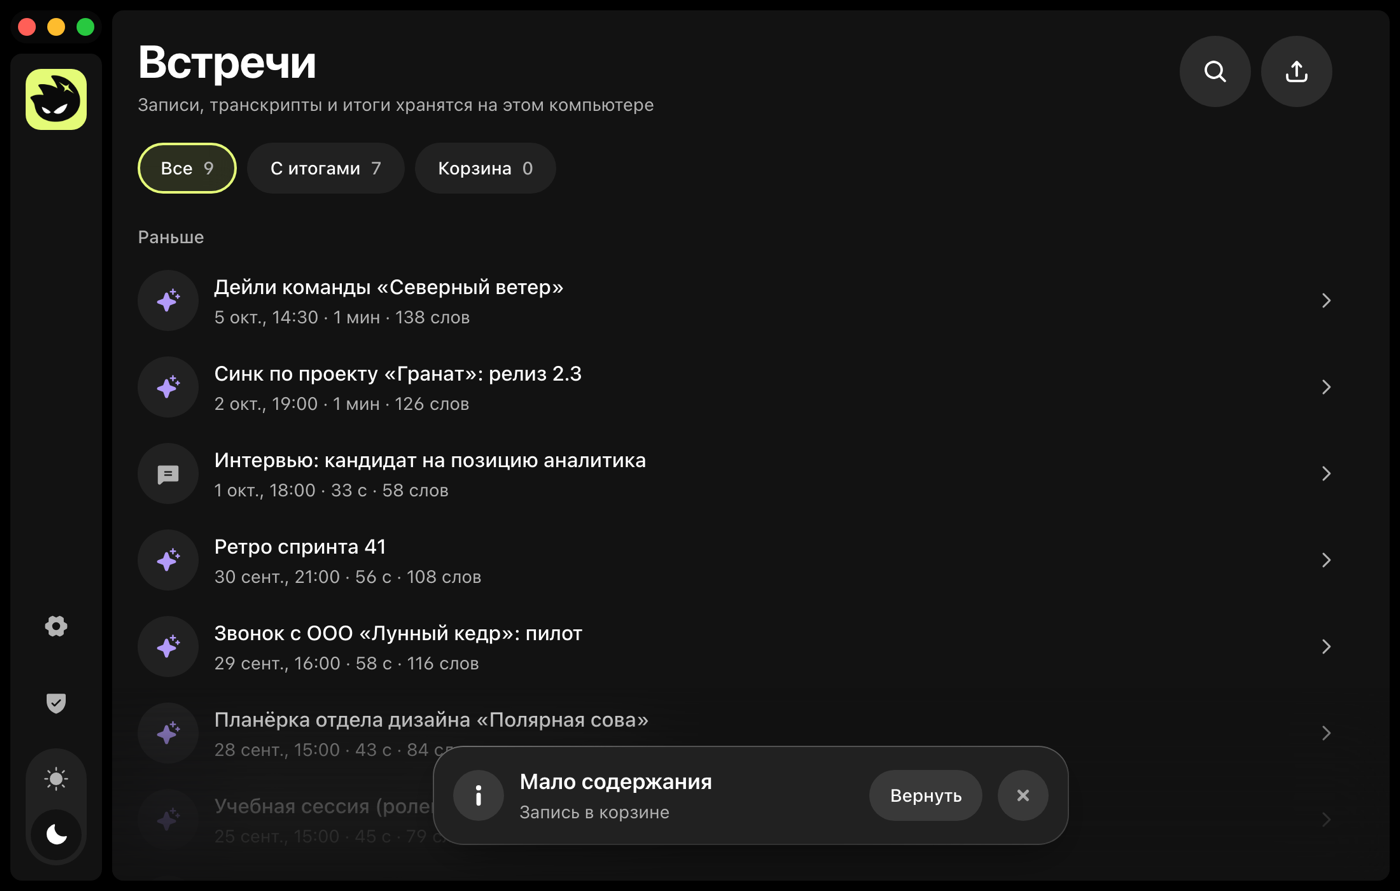 Встречи
Записи, транскрипты и итоги хранятся на этом компьютере
Все 9
С итогами 7
Корзина 0
Раньше
Дейли команды «Северный ветер»
5 окт., 14:30 · 1 мин · 138 слов
Синк по проекту «Гранат»: релиз 2.3
2 окт., 19:00 · 1 мин · 126 слов
Интервью: кандидат на позицию аналитика
1 окт., 18:00 · 33 с · 58 слов
Ретро спринта 41
30 сент., 21:00 · 56 с · 108 слов
Звонок с ООО «Лунный кедр»: пилот
29 сент., 16:00 · 58 с · 116 слов
Планёрка отдела дизайна «Полярная сова»
28 сент., 15:00 · 43 с · 84
Учебная сессия
25 сент., 15:00 · 45 с · 79
Мало содержания
Запись в корзине
Вернуть